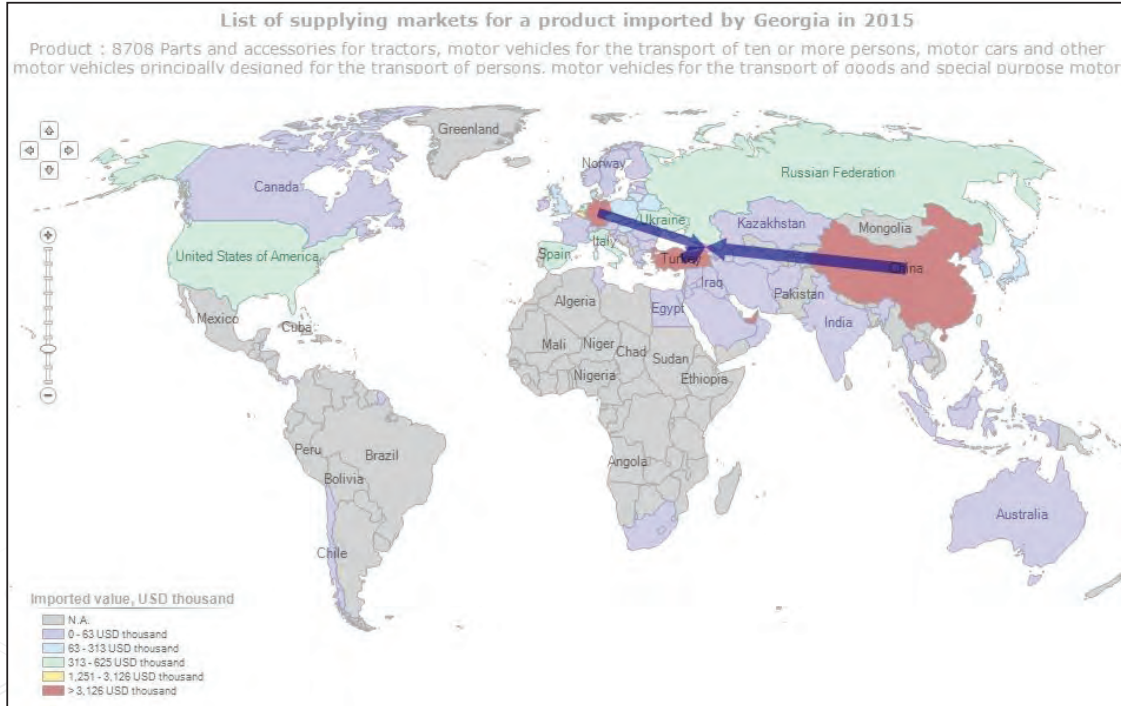 List of supplying markets for a product imported by Georgia in 2015
Product : 8708 Parts and accessories for tractors, motor vehicles for the transport of ten or more persons, motor cars and other
motor vehicles principally designed for the transport of persons, motor vehicles for the transport of goods and special purpose motor
Greenland
Norway
Russian Federation
Canada
Ukraine
Kazakhstan
Mongolia
Italy
Spain
United States of America
Turkey
China
Iraq
Pakistan
Algeria
Egypt
India
Mexico
Cuba
Mali
Niger
Chad
Sudan
Nigeria
Ethiopia
Peru
Brazil
Angola
Bolivia
Australia
Chile
Imported value, USD thousand
N.A.
0 - 63 USD thousand
63 - 313 USD thousand
313 - 625 USD thousand
1,251 - 3,126 USD thousand
> 3,126 USD thousand